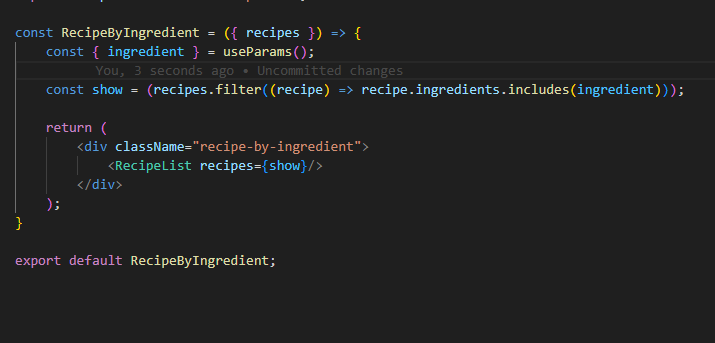 const RecipeByIngredient = ({ recipes }) => {
const { ingredient } = useParams();
You, 3 seconds ago • Uncommitted changes
const show = (recipes.filter((recipe) => recipe.ingredients.includes(ingredient)));
return (
<div className="recipe-by-ingredient">
<RecipeList recipes={show}/>
</div>
);
}
export default RecipeByIngredient;